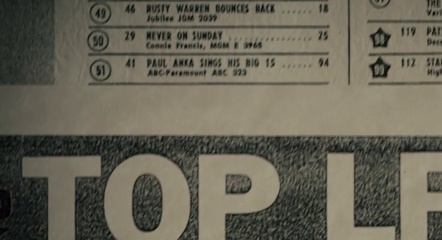 49 46 RUSTY WARREN BOUNCES BACK ...... 18
Jubilee JGM 2039
50 29 NEVER ON SUNDAY ................ 25
Connie Francis, MGM E 3965
51 41 PAUL ANKA SINGS HIS BIG 15 ...... 94
ABC-Paramount ABC 323
119
112
TOP